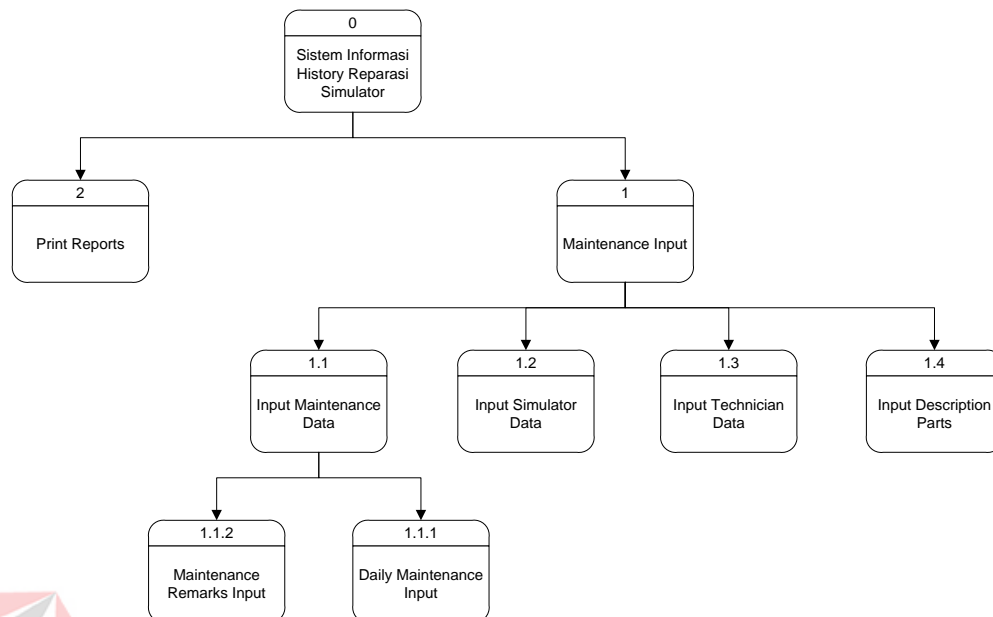 0
Sistem Informasi
History Reparasi
Simulator
2
Print Reports
1
Maintenance Input
1.1
Input Maintenance
Data
1.2
Input Simulator
Data
1.3
Input Technician
Data
1.4
Input Description
Parts
1.1.2
Maintenance
Remarks Input
1.1.1
Daily Maintenance
Input